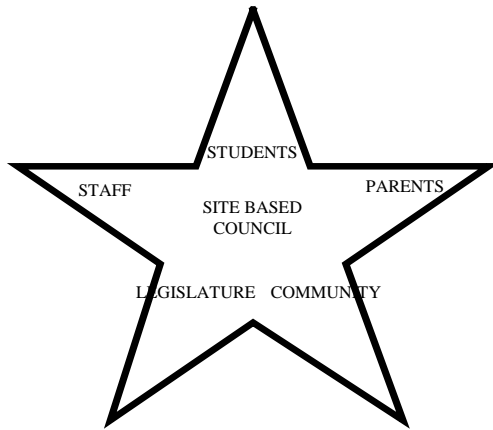 STUDENTS
STAFF
PARENTS
SITE BASED
COUNCIL
LEGISLATURE COMMUNITY